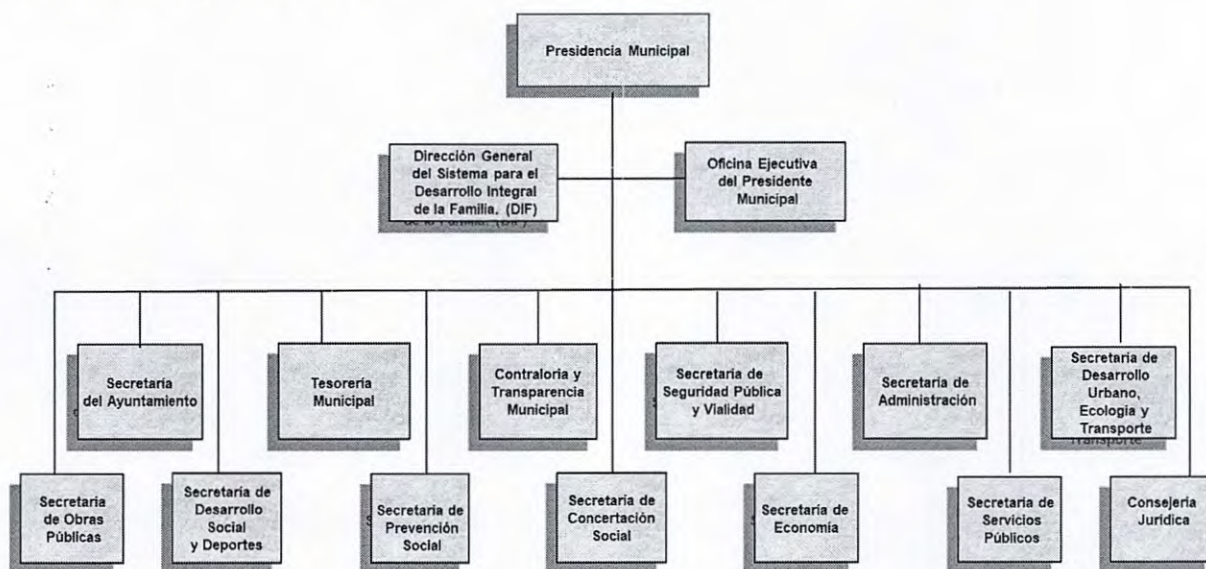 Presidencia Municipal
Dirección General
del Sistema para el
Desarrollo Integral
de la Familia. (DIF)
Oficina Ejecutiva
del Presidente
Municipal
Secretaría
del Ayuntamiento
Tesorería
Municipal
Contraloria y
Transparencia
Municipal
Secretaría de
Seguridad Pública
y Vialidad
Secretaría de
Administración
Secretaría de
Desarrollo
Urbano,
Ecología y
Transporte
Secretaria
de Obras
Públicas
Secretaría de
Desarrollo
Social
y Deportes
Secretaría de
Prevención
Social
Secretaría de
Concertación
Social
Secretaría de
Economía
Secretaría de
Servicios
Públicos
Consejería
Jurídica